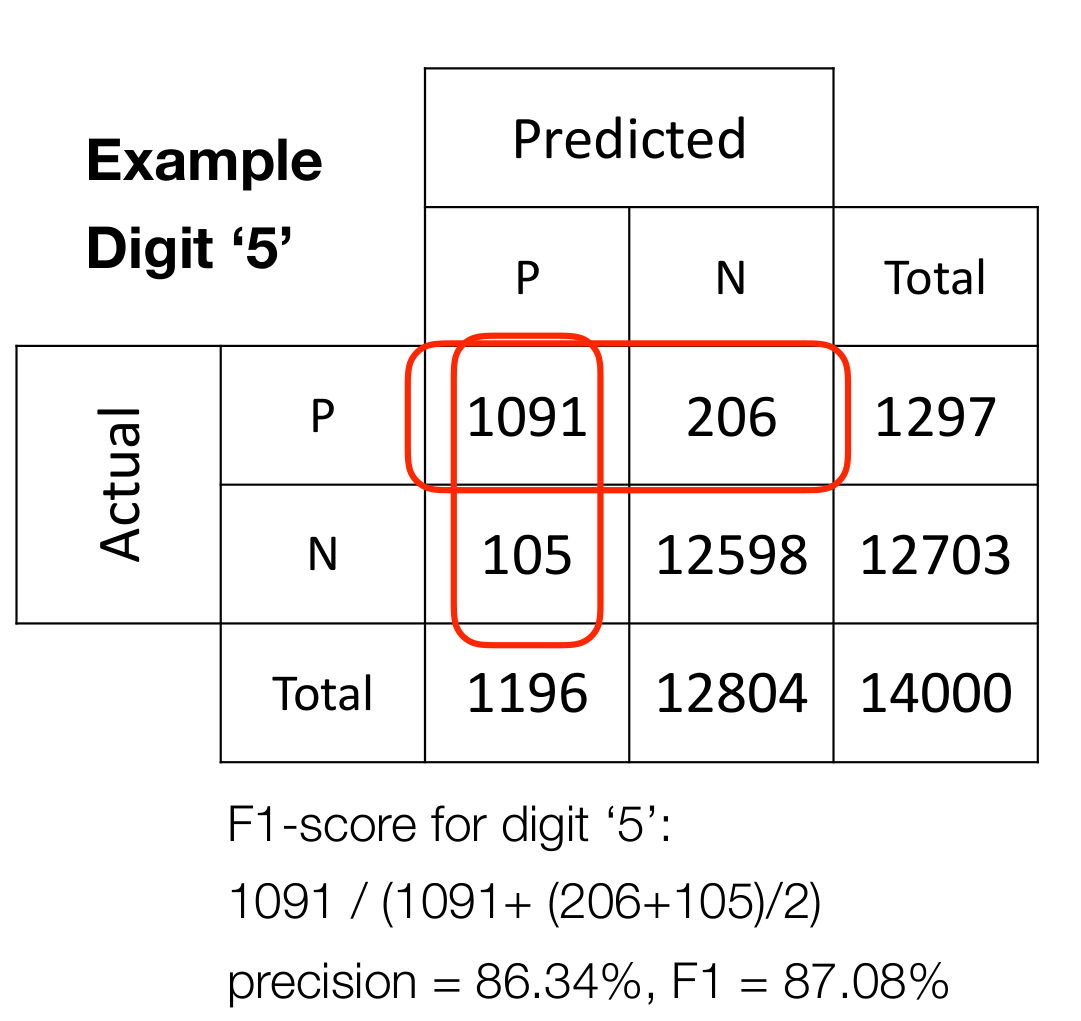 Example
Digit ‘5’
Predicted
P N Total
Actual
P 1091 206 1297
N 105 12598 12703
Total 1196 12804 14000
F1-score for digit ‘5’:
1091 / (1091+ (206+105)/2)
precision = 86.34%, F1 = 87.08%